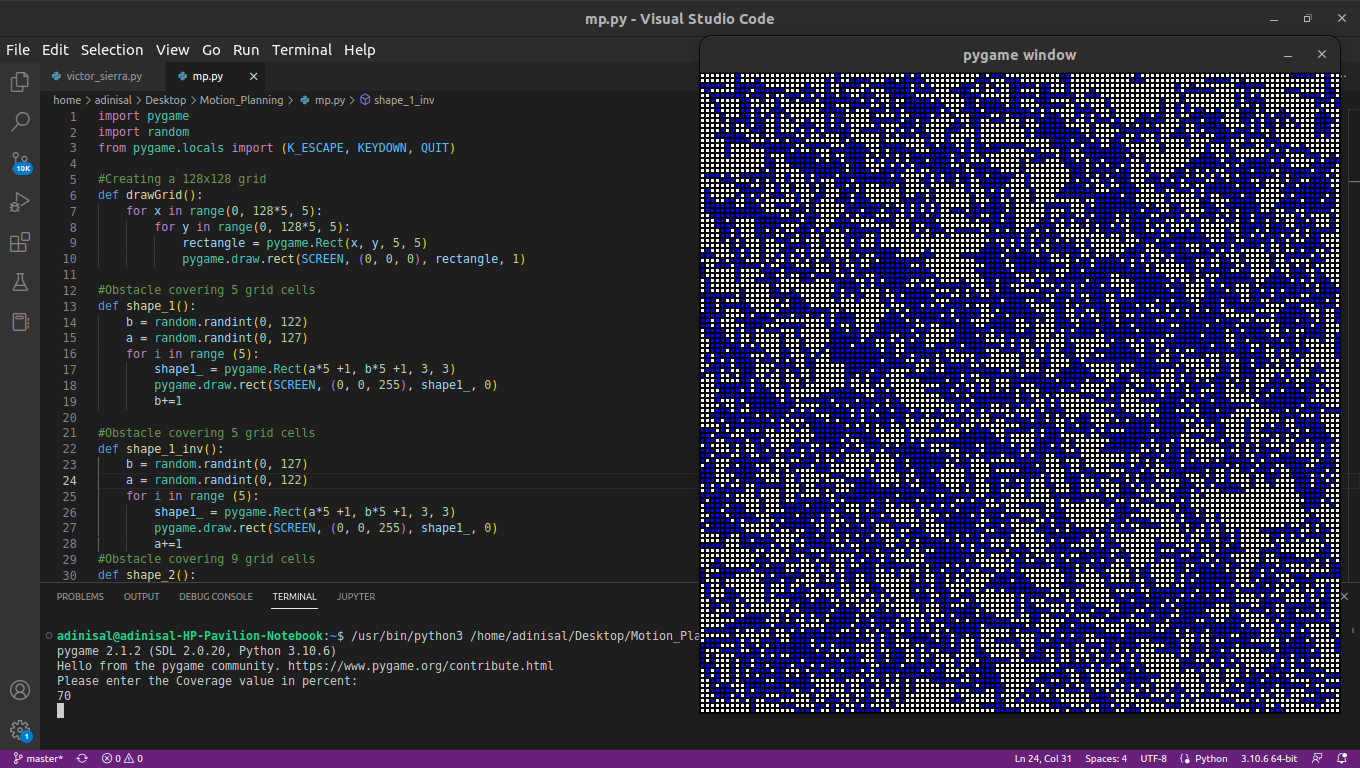 mp.py - Visual Studio Code
File Edit Selection View Go Run Terminal Help
pygame window
victor_sierra.py
mp.py
home > adinisal > Desktop > Motion_Planning > mp.py > shape_1_inv
1 import pygame
2 import random
3 from pygame.locals import (K_ESCAPE, KEYDOWN, QUIT)
4
5 #Creating a 128x128 grid
6 def drawGrid():
7     for x in range(0, 128*5, 5):
8         for y in range(0, 128*5, 5):
9             rectangle = pygame.Rect(x, y, 5, 5)
10             pygame.draw.rect(SCREEN, (0, 0, 0), rectangle, 1)
11
12 #Obstacle covering 5 grid cells
13 def shape_1():
14     b = random.randint(0, 122)
15     a = random.randint(0, 127)
16     for i in range (5):
17         shape1_ = pygame.Rect(a*5 +1, b*5 +1, 3, 3)
18         pygame.draw.rect(SCREEN, (0, 0, 255), shape1_, 0)
19         b+=1
20
21 #Obstacle covering 5 grid cells
22 def shape_1_inv():
23     b = random.randint(0, 127)
24     a = random.randint(0, 122)
25     for i in range (5):
26         shape1_ = pygame.Rect(a*5 +1, b*5 +1, 3, 3)
27         pygame.draw.rect(SCREEN, (0, 0, 255), shape1_, 0)
28         a+=1
29 #Obstacle covering 9 grid cells
30 def shape_2():
10K
PROBLEMS OUTPUT DEBUG CONSOLE TERMINAL JUPYTER
adinisal@adinisal-HP-Pavilion-Notebook:~$ /usr/bin/python3 /home/adinisal/Desktop/Motion_Pla
pygame 2.1.2 (SDL 2.0.20, Python 3.10.6)
Hello from the pygame community. https://www.pygame.org/contribute.html
Please enter the Coverage value in percent:
70
1
master* 0 0 Ln 24, Col 31 Spaces: 4 UTF-8 Python 3.10.6 64-bit